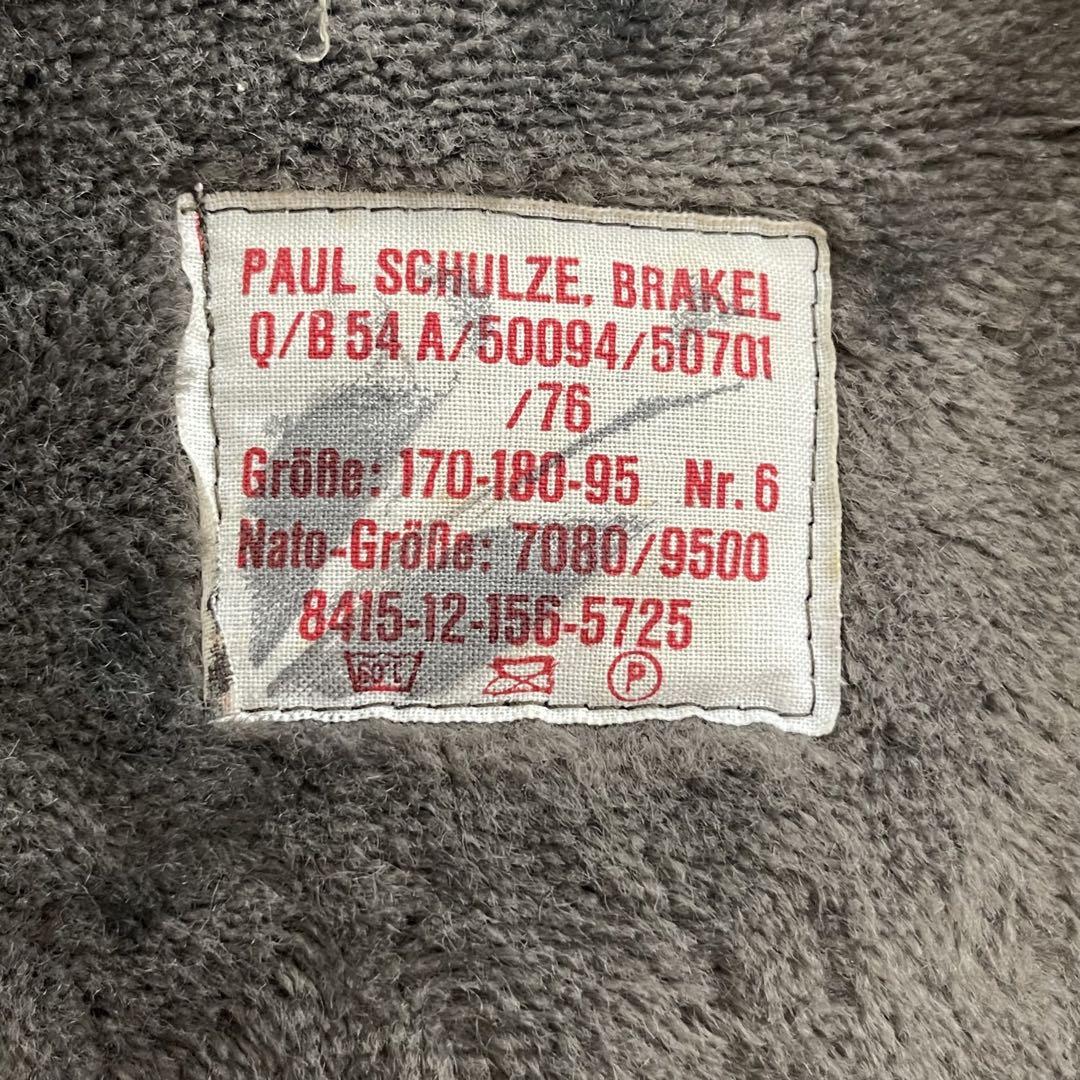 PAUL SCHULZE, BRAKEL
Q/B 54 A/50094/50701
/76
Größe: 170-180-95 Nr. 6
Nato-Größe: 7080/9500
8415-12-156-5725
60°C P